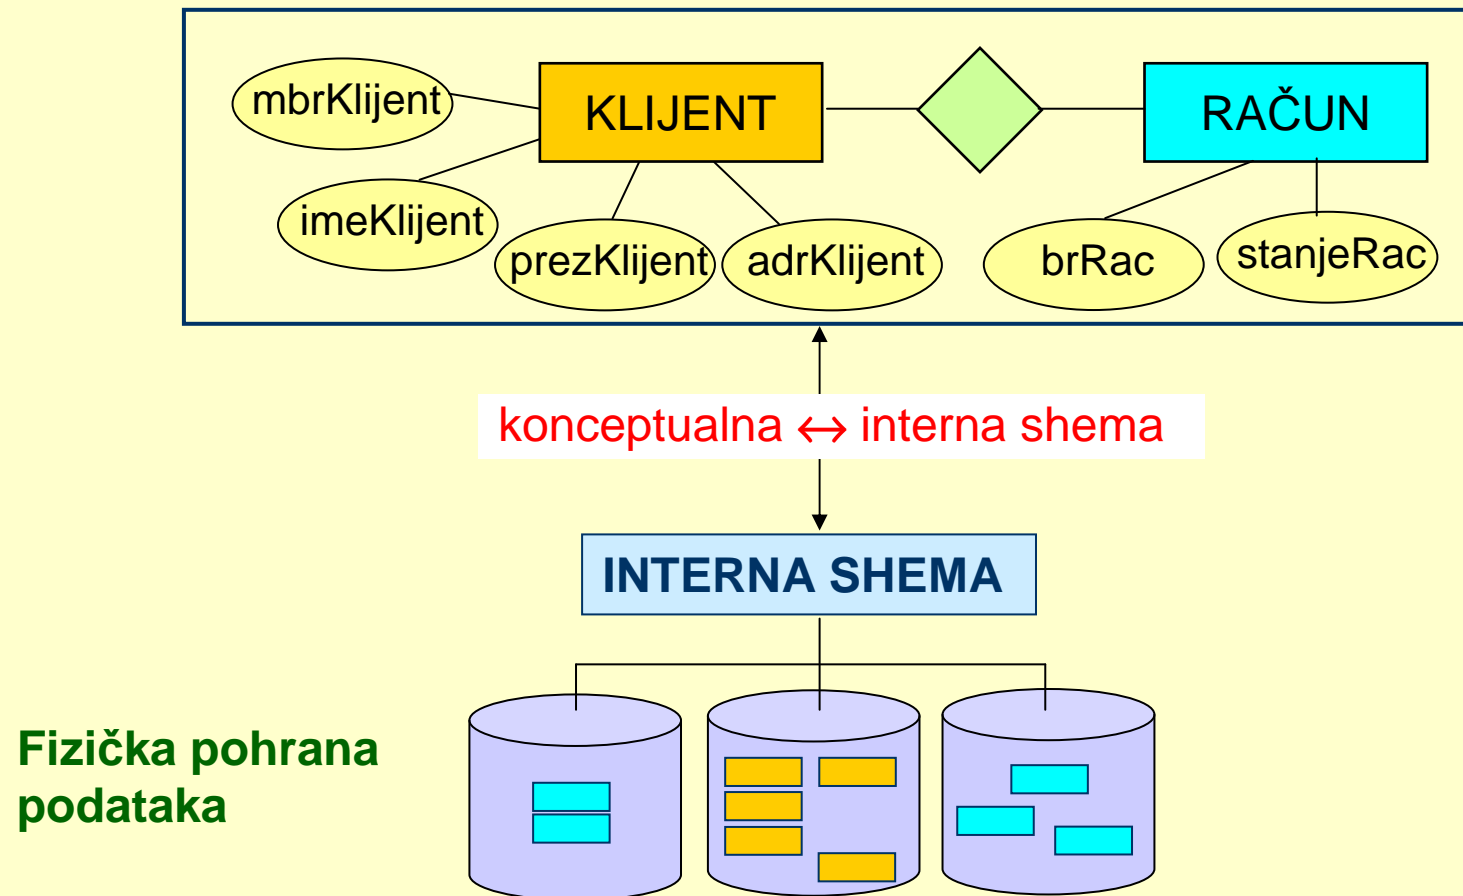 KLIJENT
RAČUN
mbrKlijent
imeKlijent
prezKlijent
adrKlijent
brRac
stanjeRac
konceptualna ↔ interna shema
INTERNA SHEMA
Fizička pohrana
podataka